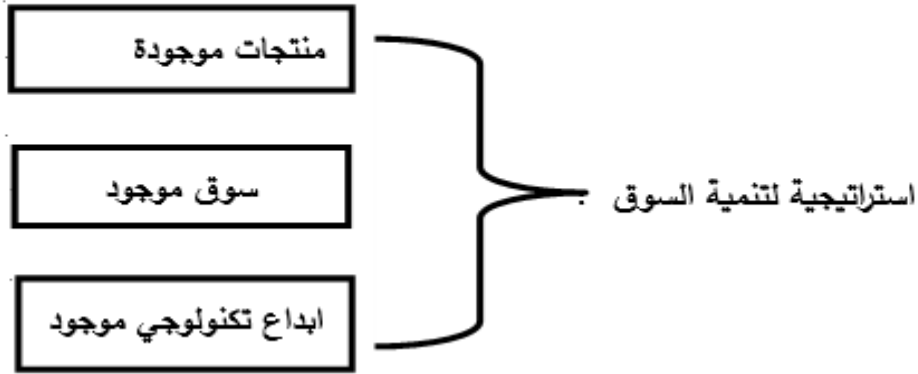 منتجات موجودة
سوق موجود
ابداع تكنولوجي موجود
استراتيجية لتنمية السوق